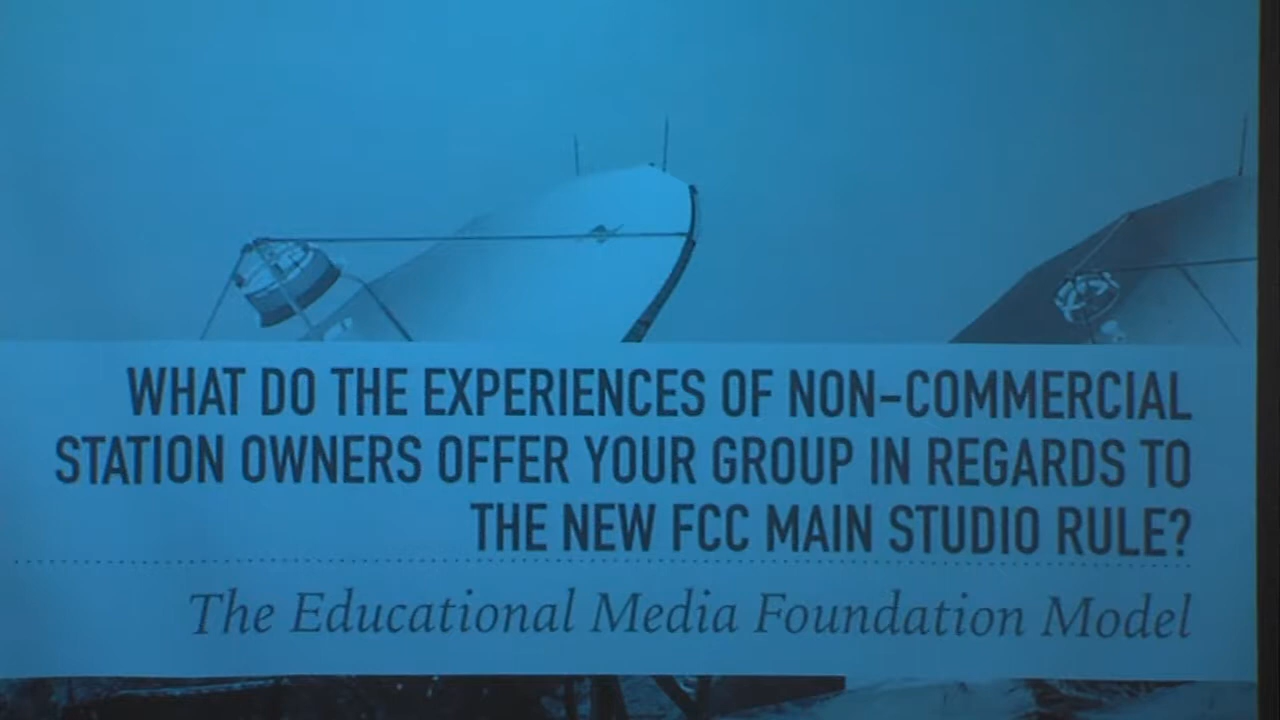 WHAT DO THE EXPERIENCES OF NON-COMMERCIAL
STATION OWNERS OFFER YOUR GROUP IN REGARDS TO
THE NEW FCC MAIN STUDIO RULE?
The Educational Media Foundation Model